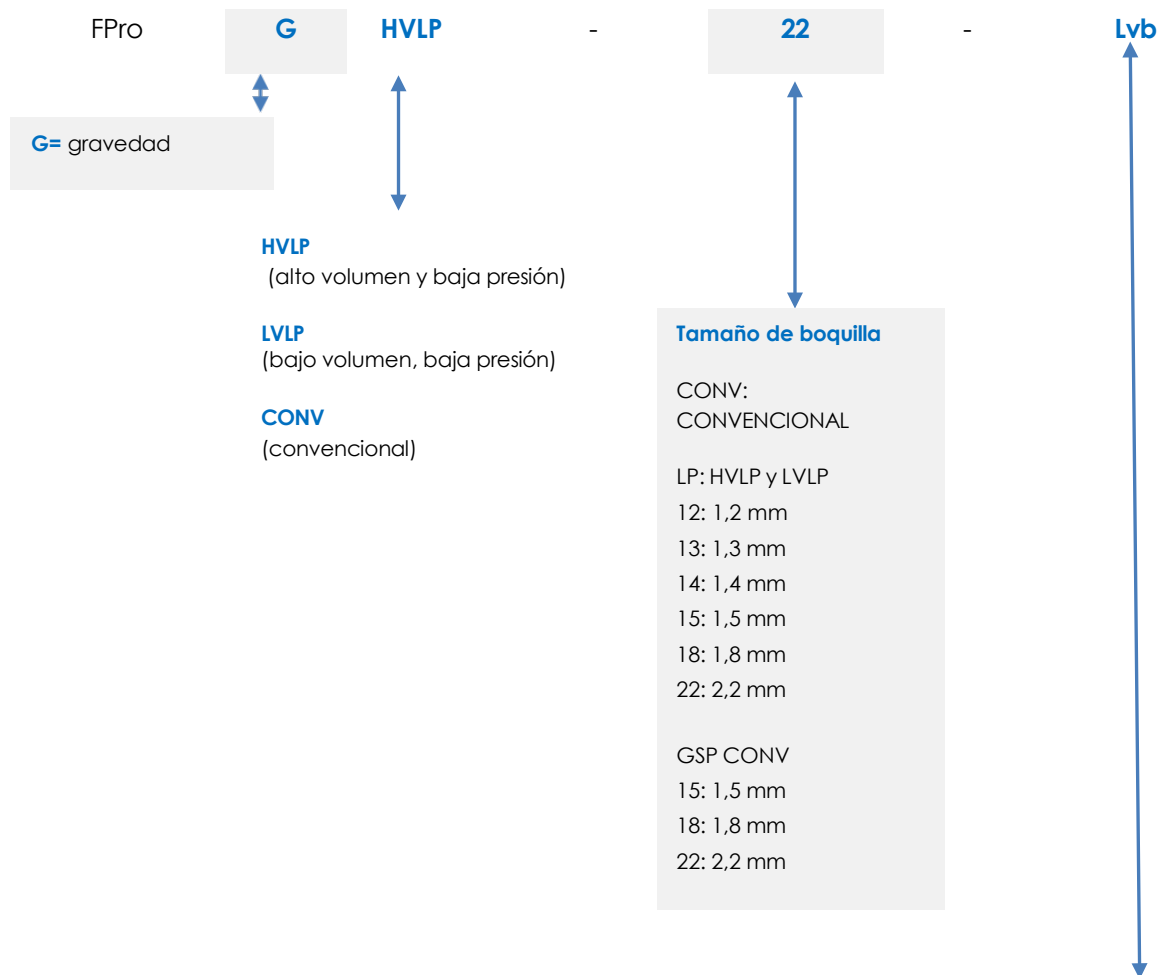 FPro G HVLP - 22 - Lvb
G= gravedad
HVLP
(alto volumen y baja presión)
LVLP
(bajo volumen, baja presión)
CONV
(convencional)
Tamaño de boquilla
CONV:
CONVENCIONAL
LP: HVLP y LVLP
12: 1,2 mm
13: 1,3 mm
14: 1,4 mm
15: 1,5 mm
18: 1,8 mm
22: 2,2 mm
GSP CONV
15: 1,5 mm
18: 1,8 mm
22: 2,2 mm